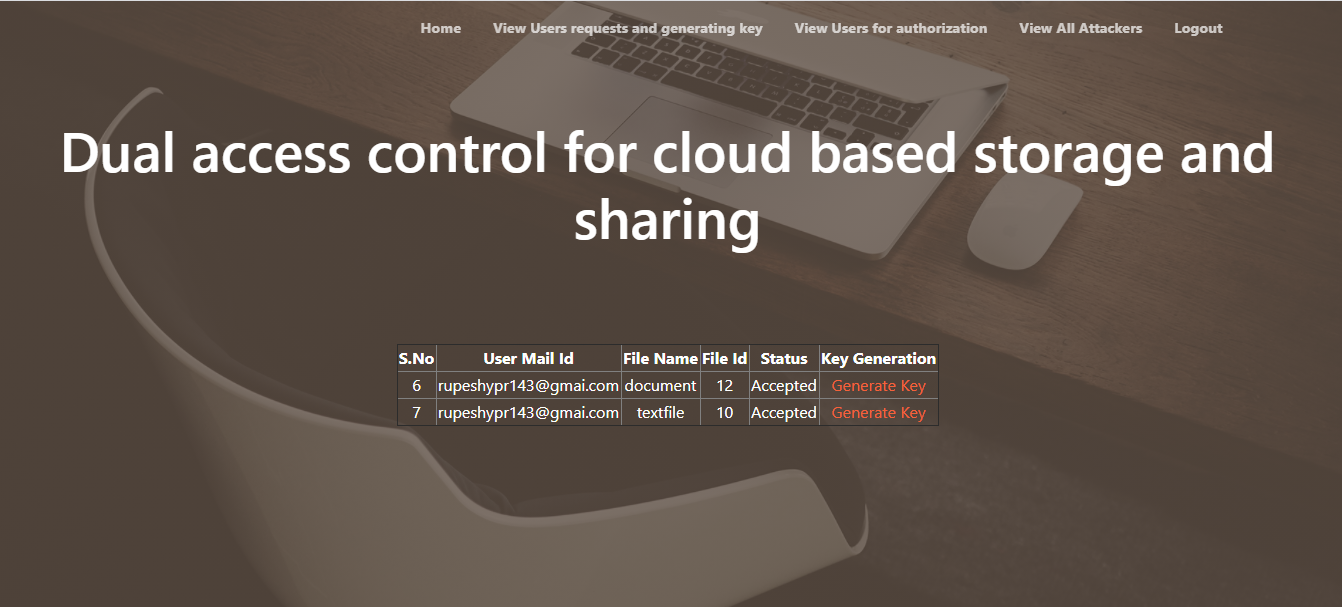 Home View Users requests and generating key View Users for authorization View All Attackers Logout
Dual access control for cloud based storage and
sharing
S.No User Mail Id File Name File Id Status Key Generation
6 rupeshypr143@gmai.com document 12 Accepted Generate Key
7 rupeshypr143@gmai.com textfile 10 Accepted Generate Key